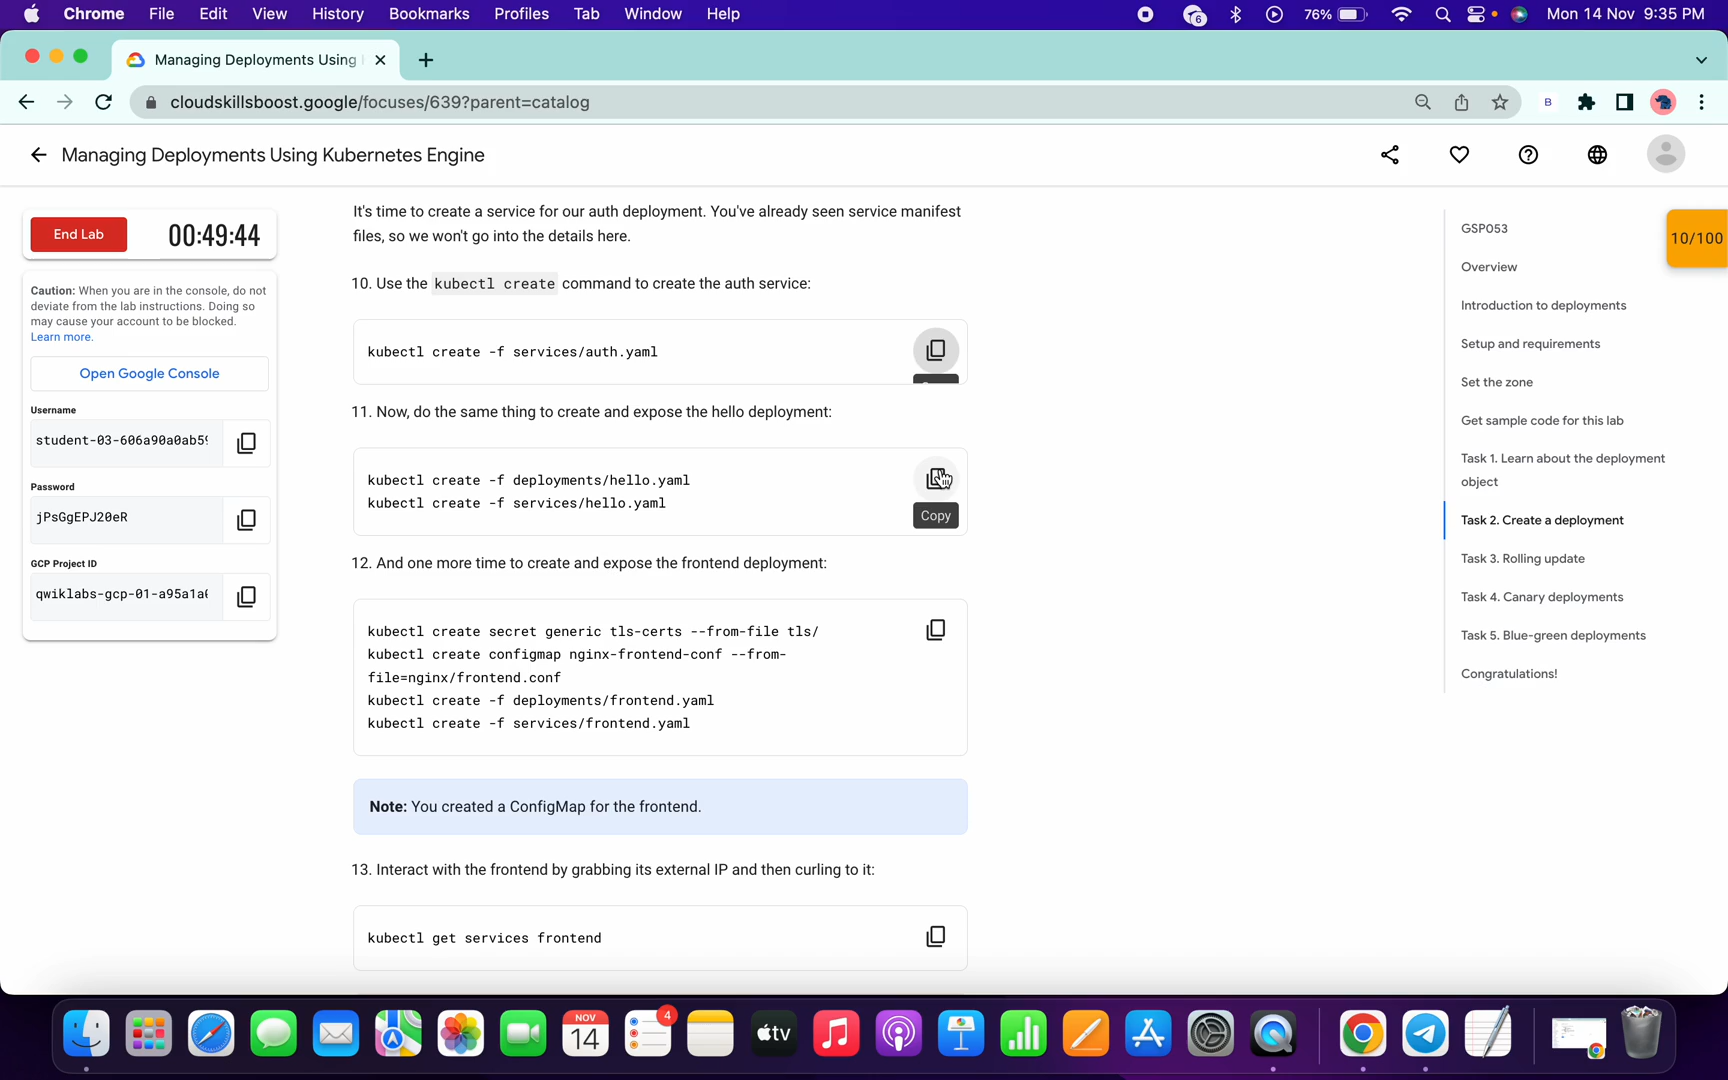 Chrome File Edit View History Bookmarks Profiles Tab Window Help
6 76% Mon 14 Nov 9:35 PM
Managing Deployments Using
cloudskillsboost.google/focuses/639?parent=catalog
B
Managing Deployments Using Kubernetes Engine
End Lab 00:49:44
Caution: When you are in the console, do not
deviate from the lab instructions. Doing so
may cause your account to be blocked.
Learn more.
Open Google Console
Username
student-03-606a90a0ab5
Password
jPsGgEPJ20eR
GCP Project ID
qwiklabs-gcp-01-a95a1a
It's time to create a service for our auth deployment. You've already seen service manifest
files, so we won't go into the details here.
10. Use the kubectl create command to create the auth service:
kubectl create -f services/auth.yaml
11. Now, do the same thing to create and expose the hello deployment:
kubectl create -f deployments/hello.yaml
kubectl create -f services/hello.yaml
Copy
12. And one more time to create and expose the frontend deployment:
kubectl create secret generic tls-certs --from-file tls/
kubectl create configmap nginx-frontend-conf --from-
file=nginx/frontend.conf
kubectl create -f deployments/frontend.yaml
kubectl create -f services/frontend.yaml
Note: You created a ConfigMap for the frontend.
13. Interact with the frontend by grabbing its external IP and then curling to it:
kubectl get services frontend
GSP053
Overview
Introduction to deployments
Setup and requirements
Set the zone
Get sample code for this lab
Task 1. Learn about the deployment
object
Task 2. Create a deployment
Task 3. Rolling update
Task 4. Canary deployments
Task 5. Blue-green deployments
Congratulations!
10/100
NOV
14
4
tv